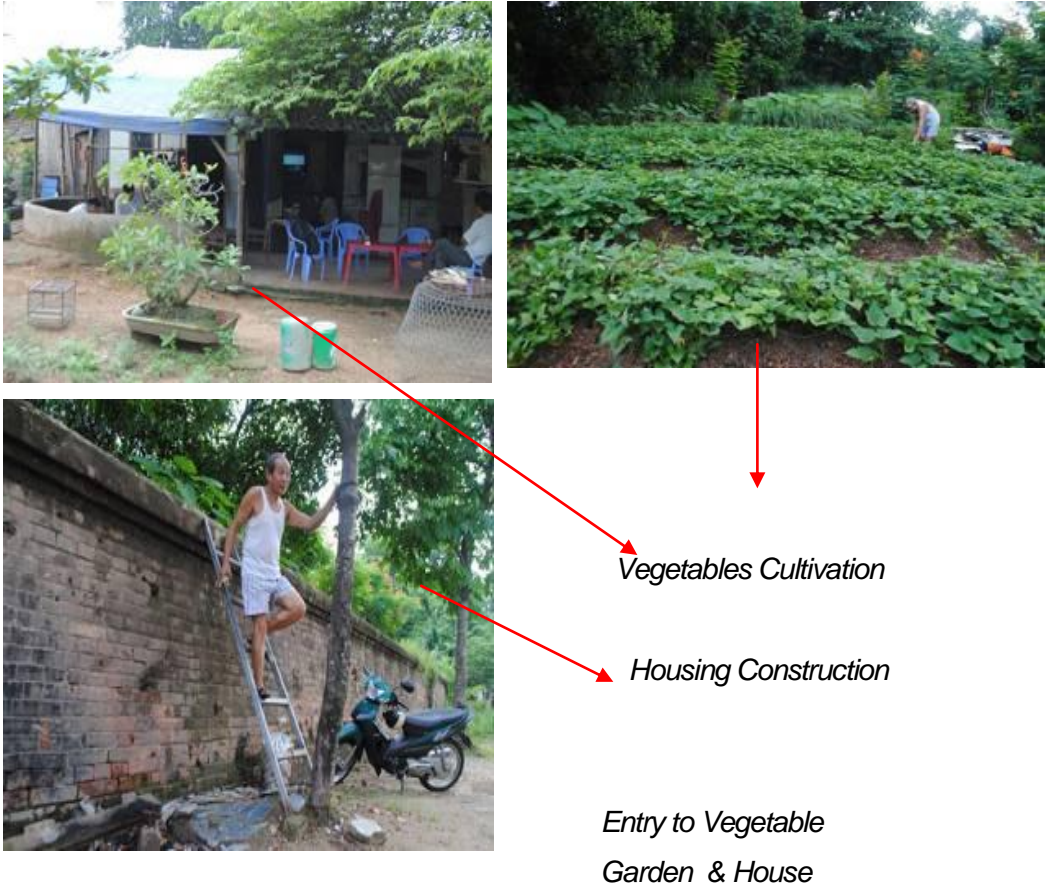 Vegetables Cultivation
Housing Construction
Entry to Vegetable
Garden & House